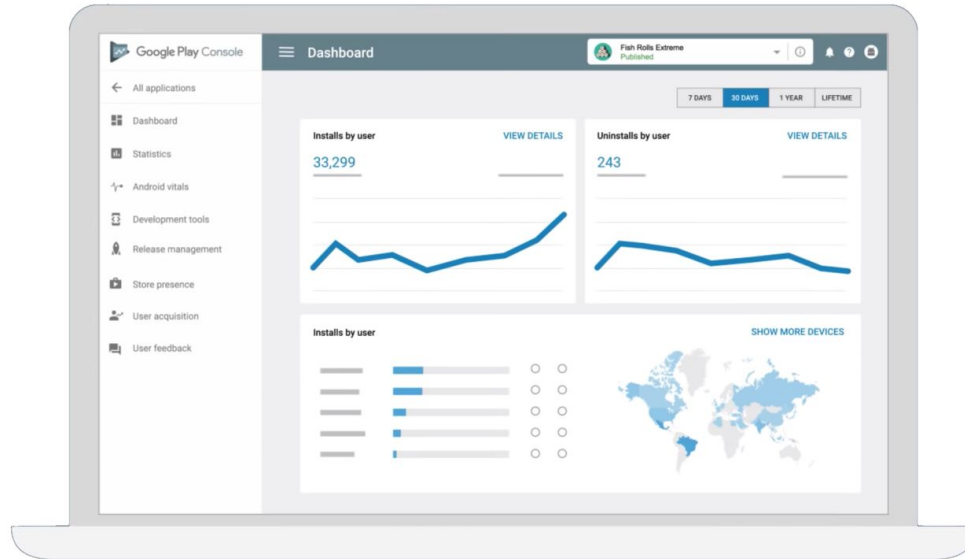 Google Play Console
Dashboard
Fish Rolls Extreme
Published
All applications
Dashboard
Statistics
Android vitals
Development tools
Release management
Store presence
User acquisition
User feedback
7 DAYS
30 DAYS
1 YEAR
LIFETIME
Installs by user
VIEW DETAILS
33,299
Uninstalls by user
VIEW DETAILS
243
Installs by user
SHOW MORE DEVICES